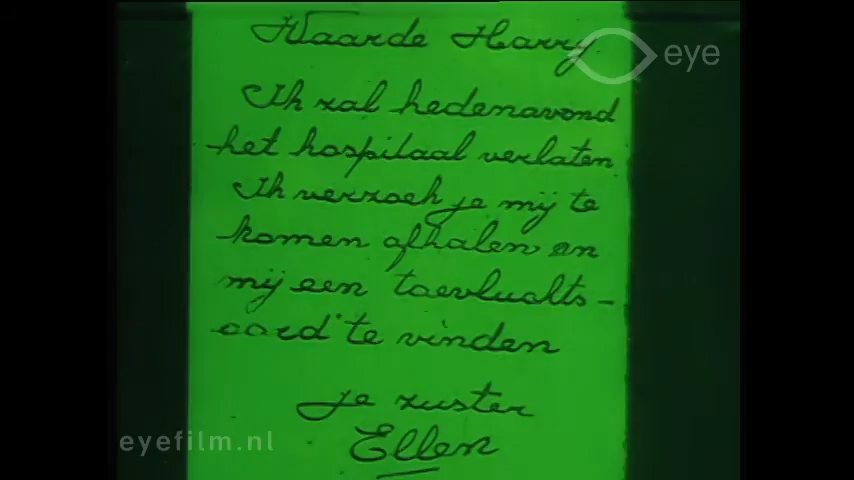 Waarde Harry
eye
Ik zal hedenavond
het hospitaal verlaten
Ik verzoek je mij te
komen afhalen en
mij een toevluchts-
oord te vinden
je zuster
Ellen
eyefilm.nl